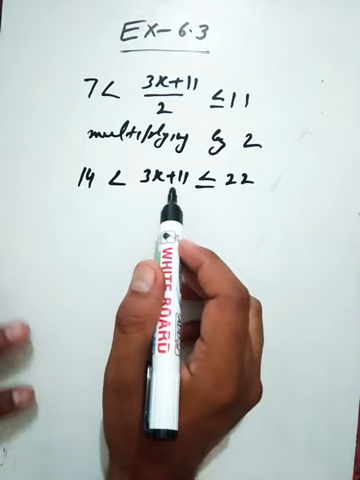 EX-6.3
7 < (3x+11)/2 ≤ 11
multiplying by 2
14 < 3x+11 ≤ 22
WHITE BOARD